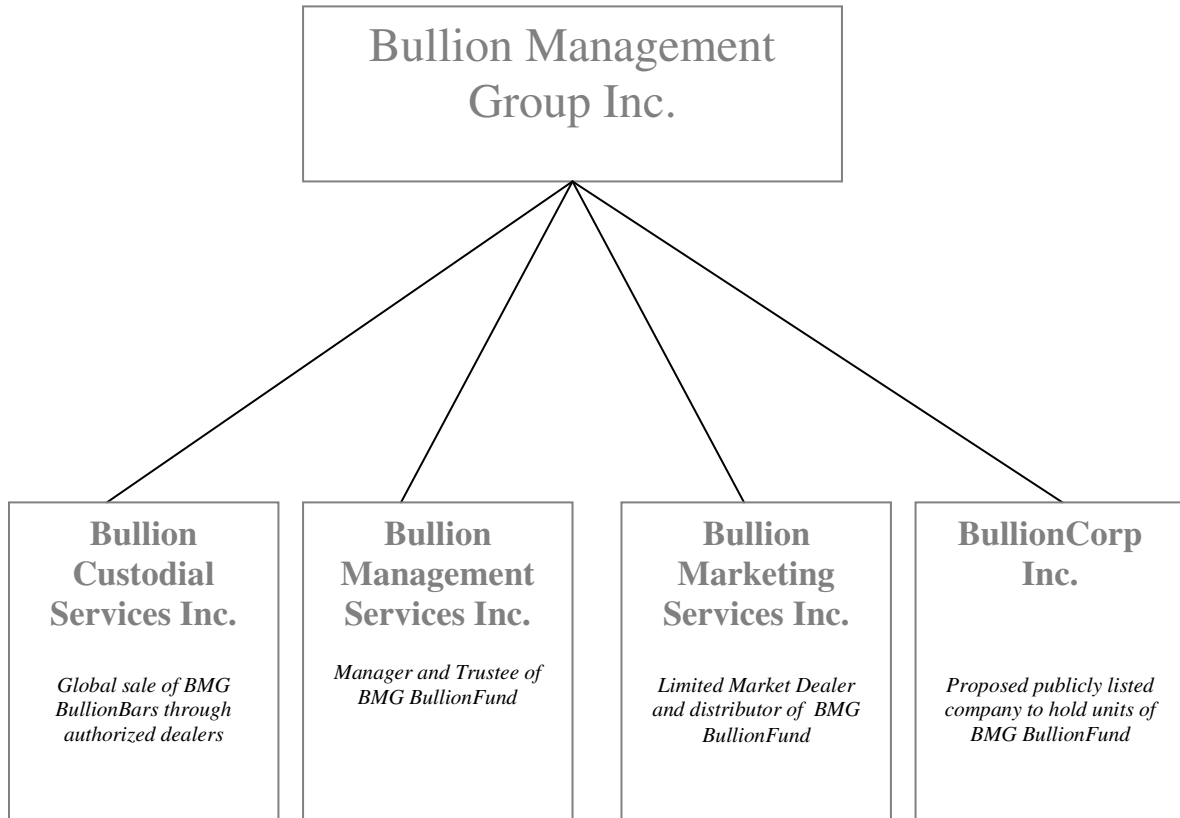 Bullion Management
Group Inc.
Bullion
Custodial
Services Inc.
Global sale of BMG
BullionBars through
authorized dealers
Bullion
Management
Services Inc.
Manager and Trustee of
BMG BullionFund
Bullion
Marketing
Services Inc.
Limited Market Dealer
and distributor of BMG
BullionFund
BullionCorp
Inc.
Proposed publicly listed
company to hold units of
BMG BullionFund